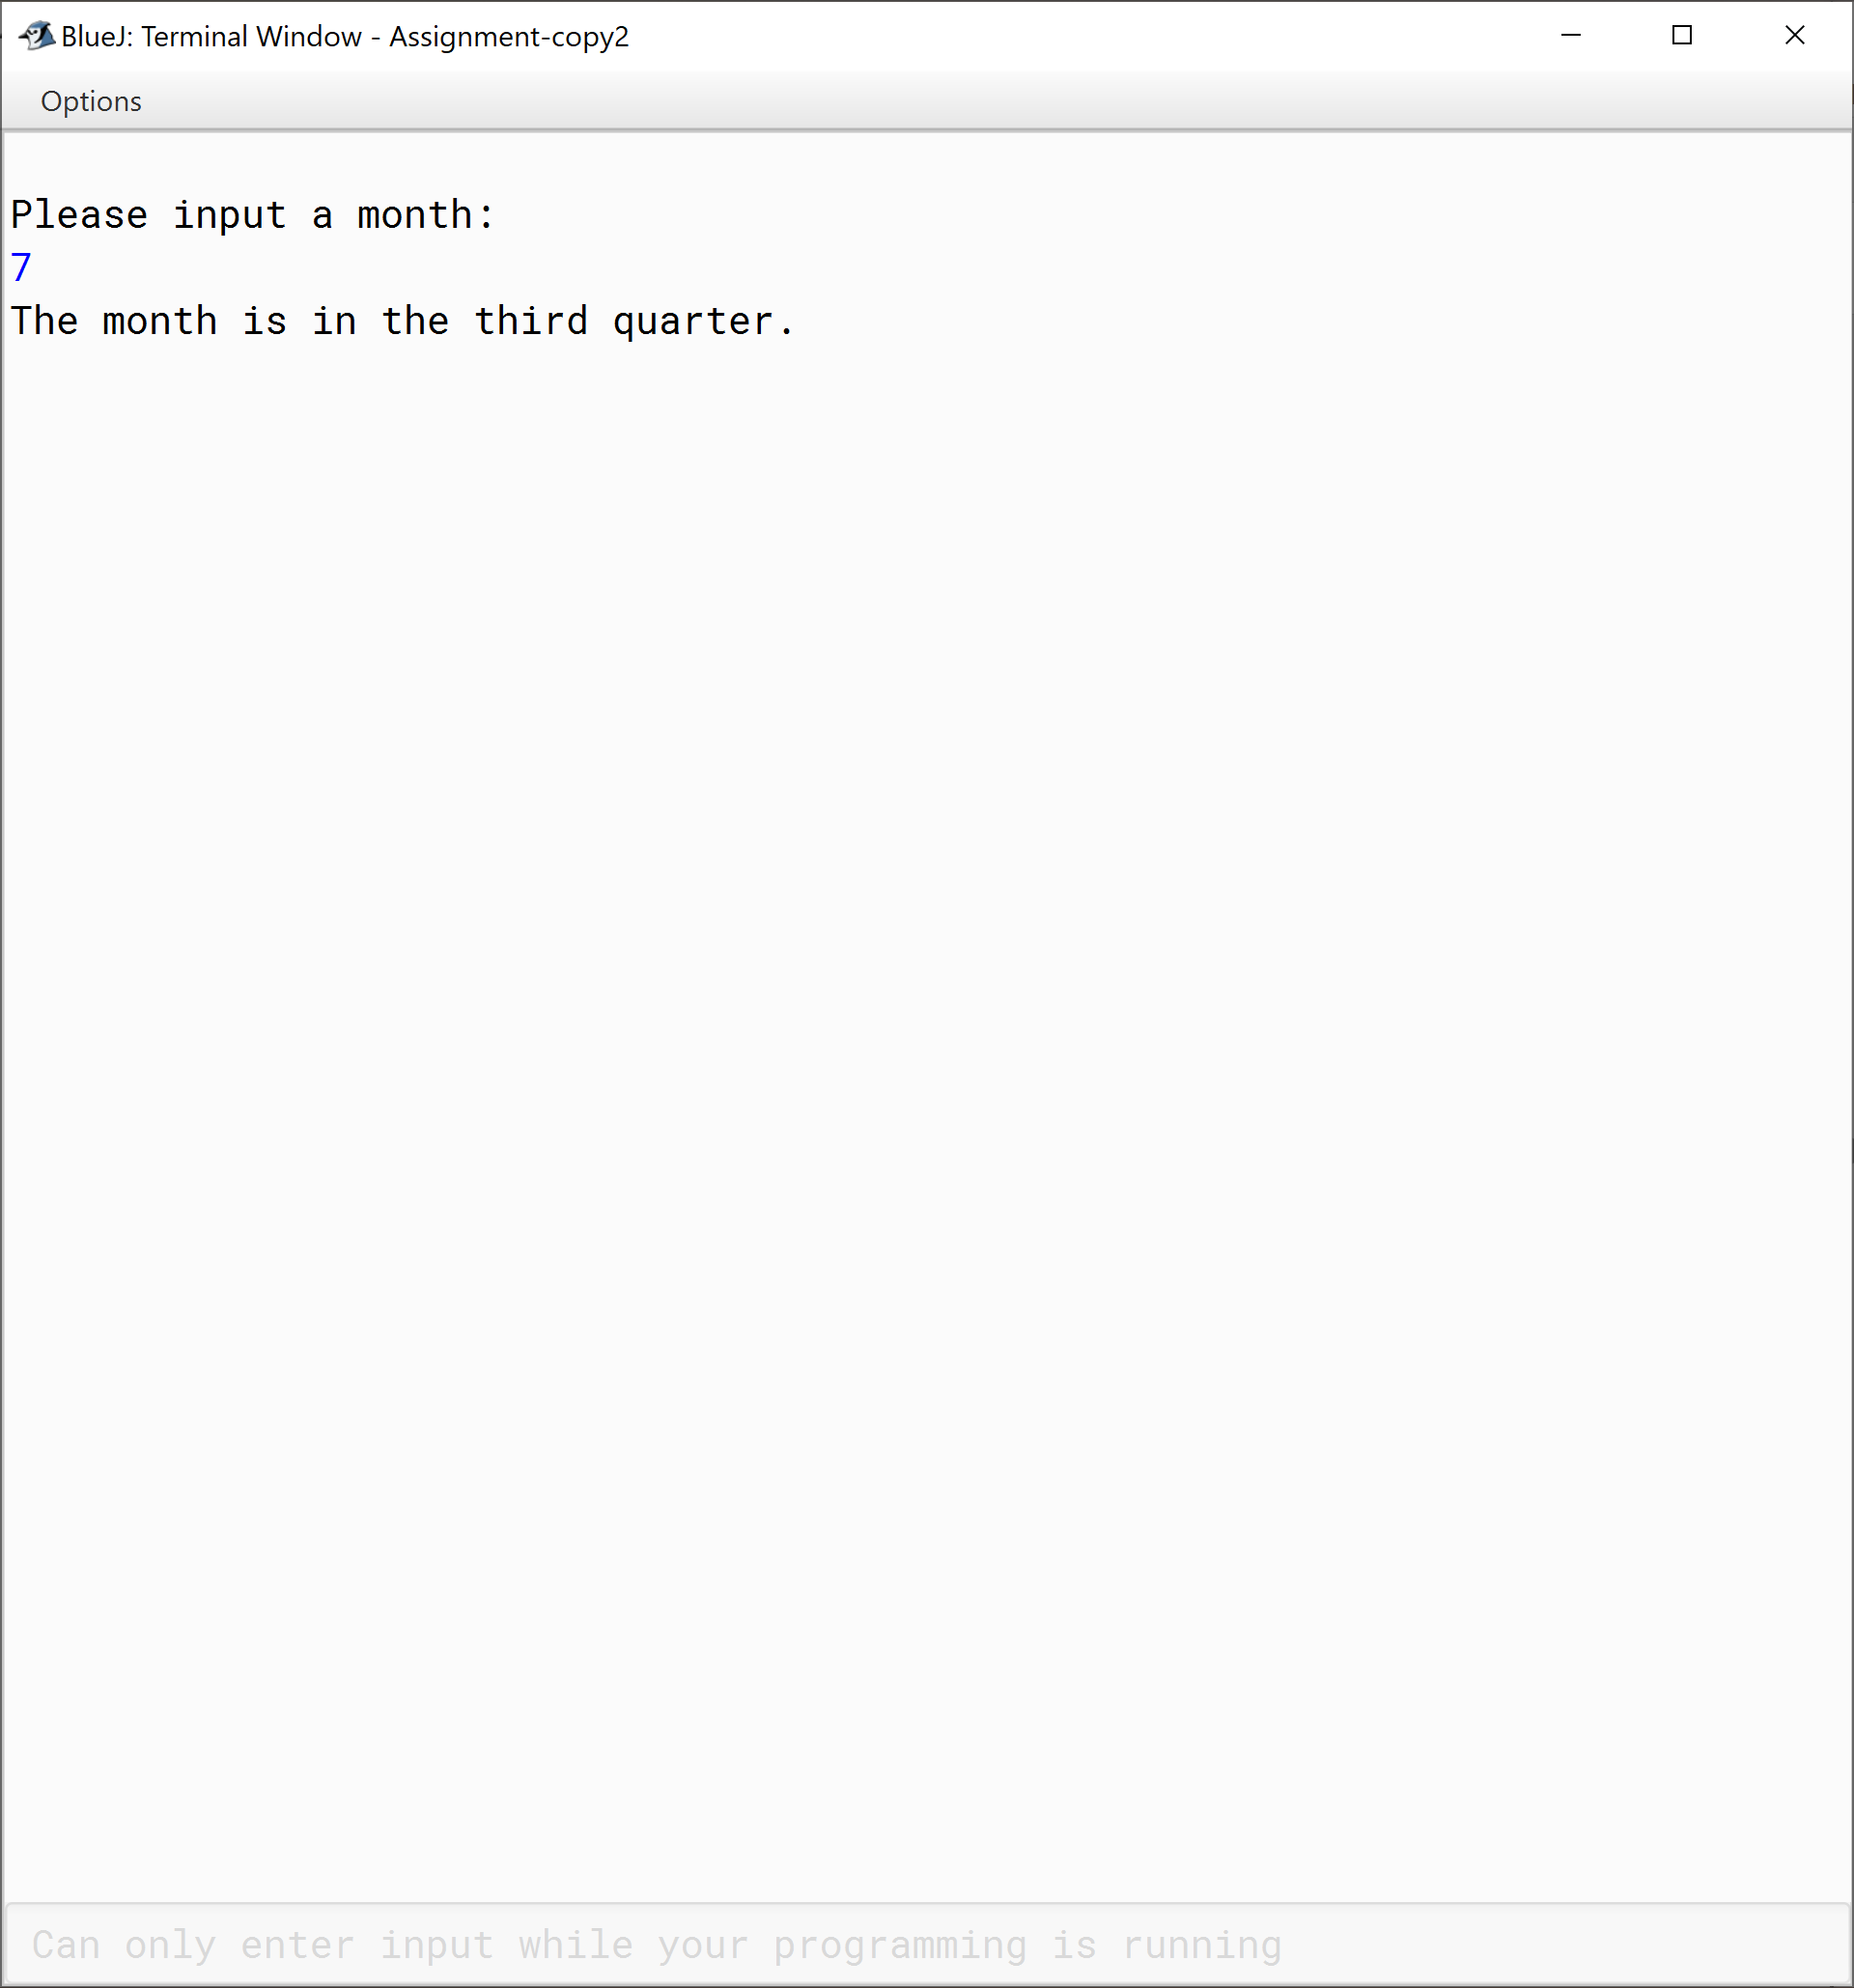 BlueJ: Terminal Window - Assignment-copy2
Options
Please input a month:
7
The month is in the third quarter.
Can only enter input while your programming is running